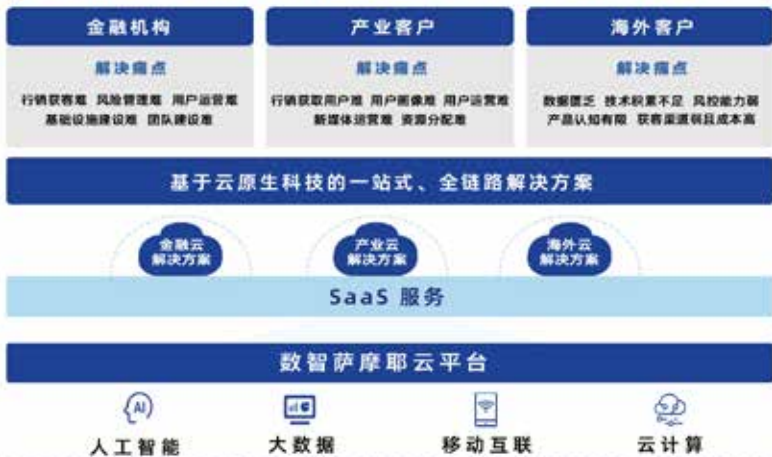 金融机构
产业客户
海外客户
解决痛点
解决痛点
解决痛点
行销获客难 风险管理难 用户运营难
基础设施建设难 团队建设难
行销获取用户难 用户画像难 用户运营难
新媒体运营难 资源分配难
数据匮乏 技术积累不足 风控能力弱
产品认知有限 获客渠道弱且成本高
基于云原生科技的一站式、全链路解决方案
金融云
解决方案
产业云
解决方案
海外云
解决方案
SaaS 服务
数智萨摩耶云平台
AI
人工智能
大数据
移动互联
云计算